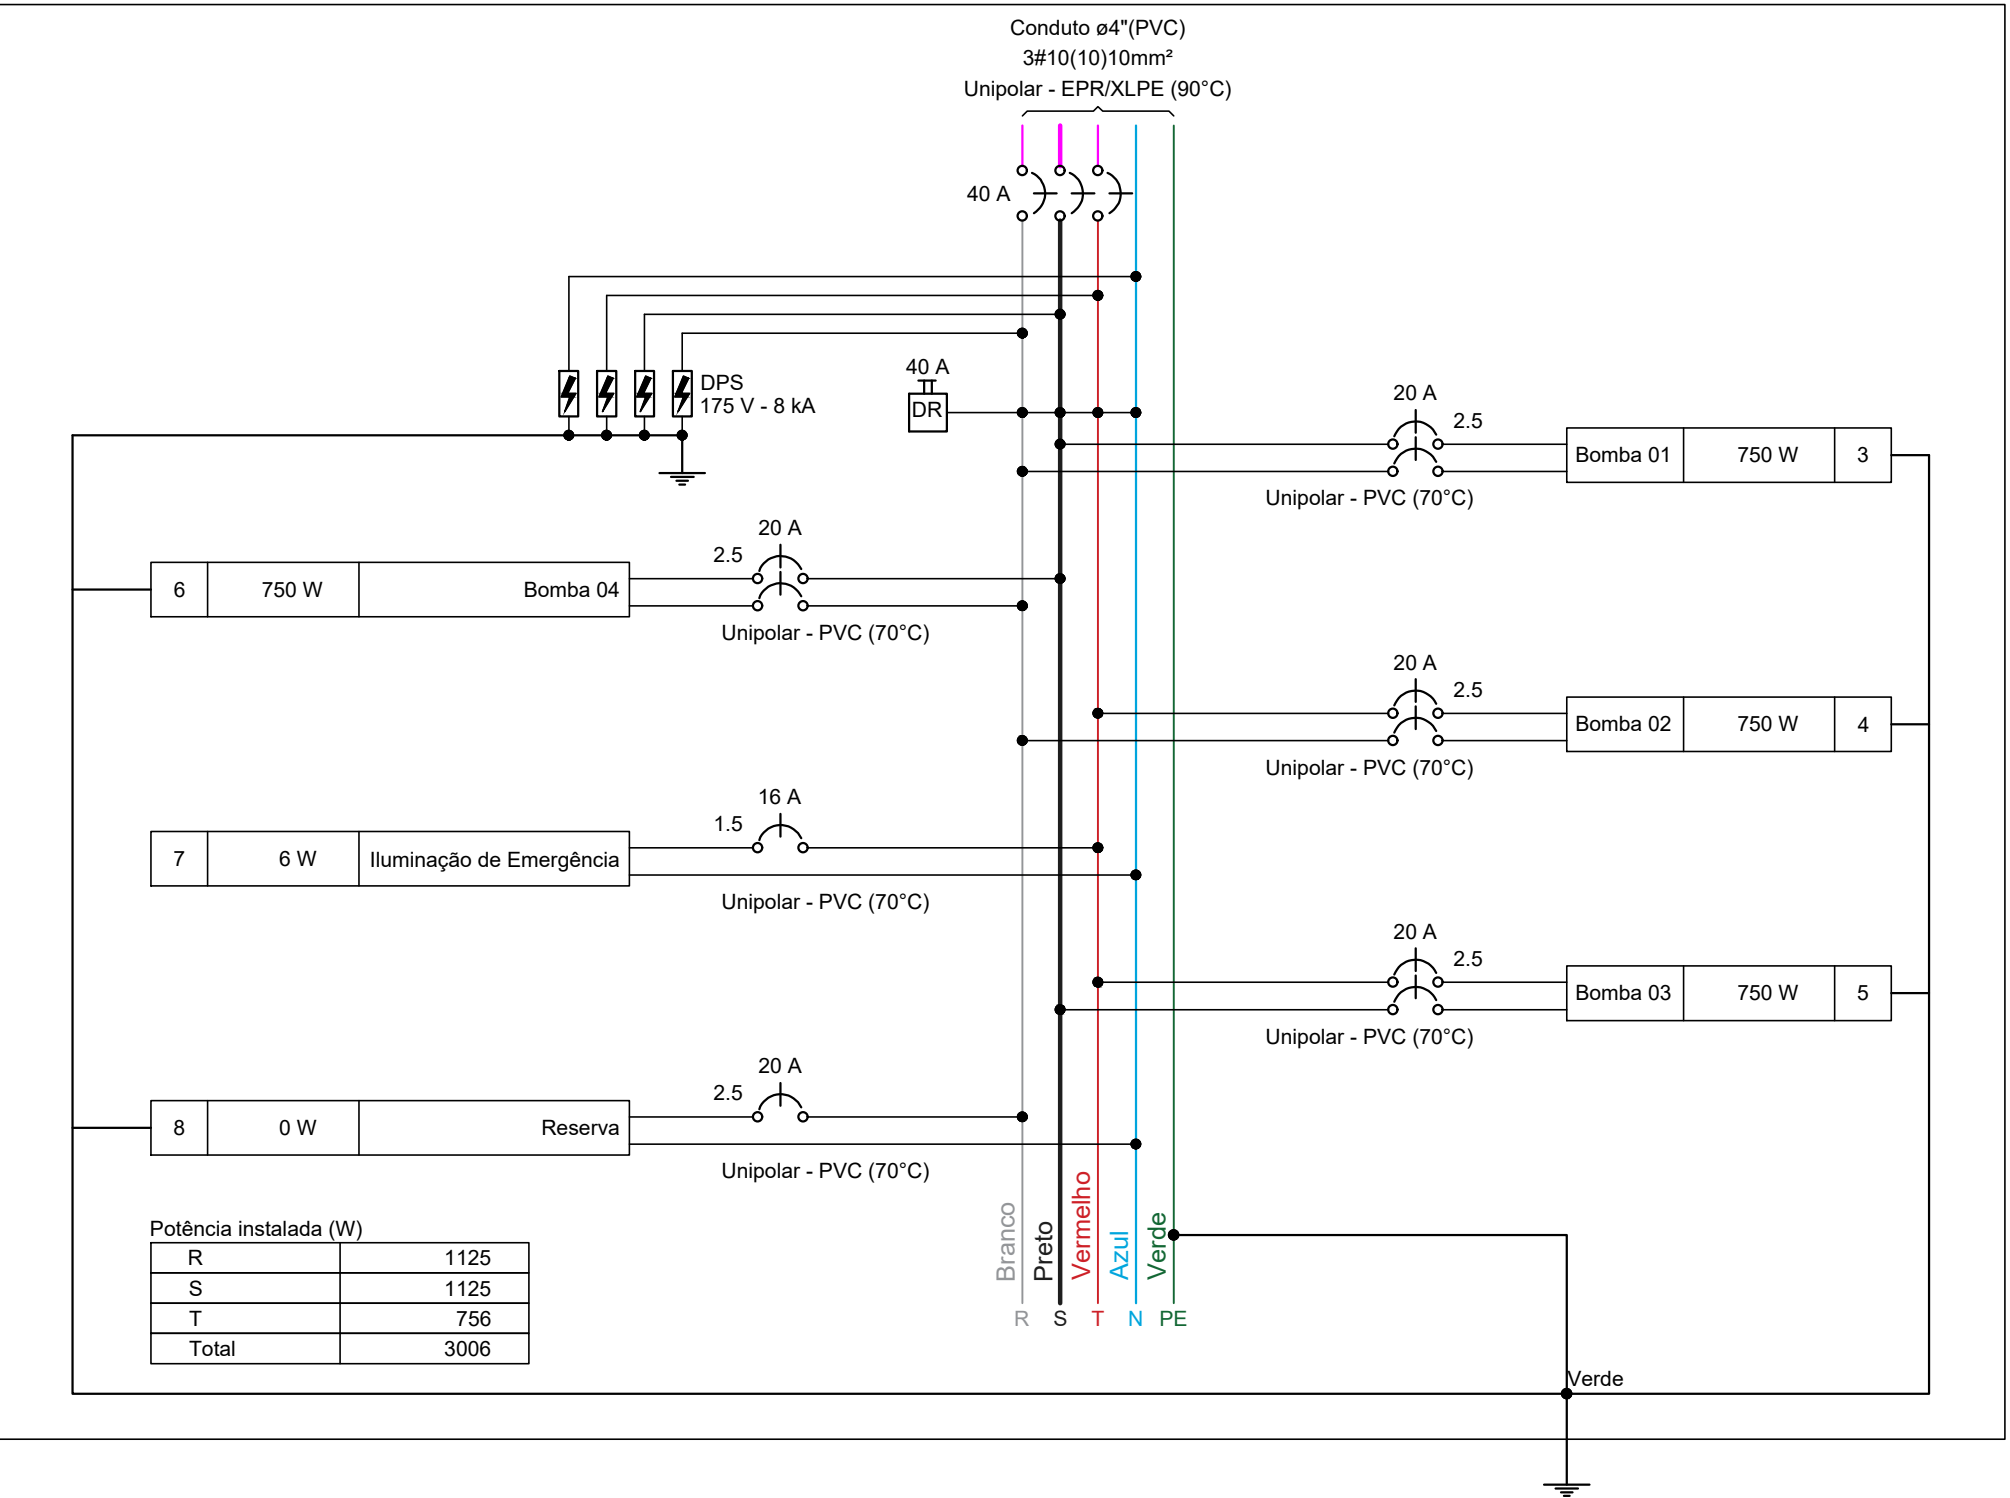 Conduto ø4"(PVC)
3#10(10)10mm²
Unipolar - EPR/XLPE (90°C)
40 A
DPS
175 V - 8 kA
40 A
DR
20 A
2.5
Bomba 01 750 W 3
Unipolar - PVC (70°C)
20 A
2.5
6 750 W Bomba 04
Unipolar - PVC (70°C)
20 A
2.5
Bomba 02 750 W 4
Unipolar - PVC (70°C)
16 A
1.5
7 6 W Iluminação de Emergência
Unipolar - PVC (70°C)
20 A
2.5
Bomba 03 750 W 5
Unipolar - PVC (70°C)
20 A
2.5
8 0 W Reserva
Unipolar - PVC (70°C)
Potência instalada (W)
R 1125
S 1125
T 756
Total 3006
Branco
Preto
Vermelho
Azul
Verde
R S T N PE
Verde